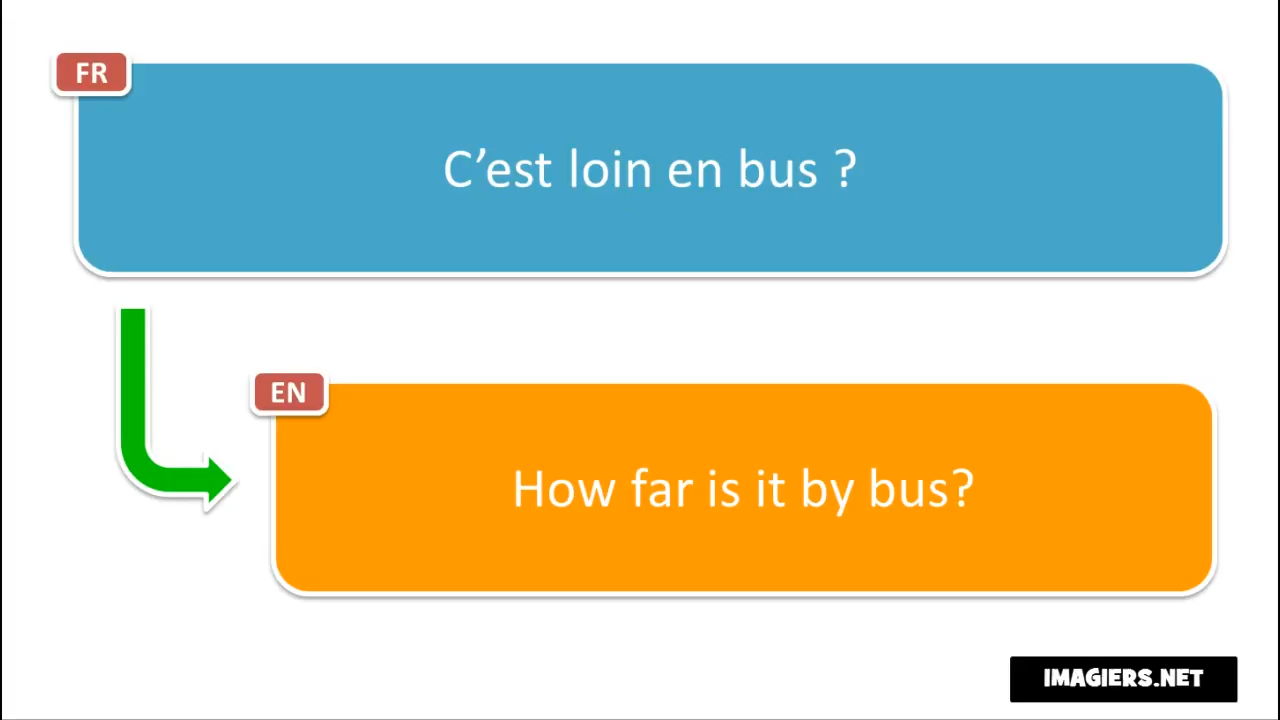 FR
C’est loin en bus ?
EN
How far is it by bus?
IMAGIERS.NET